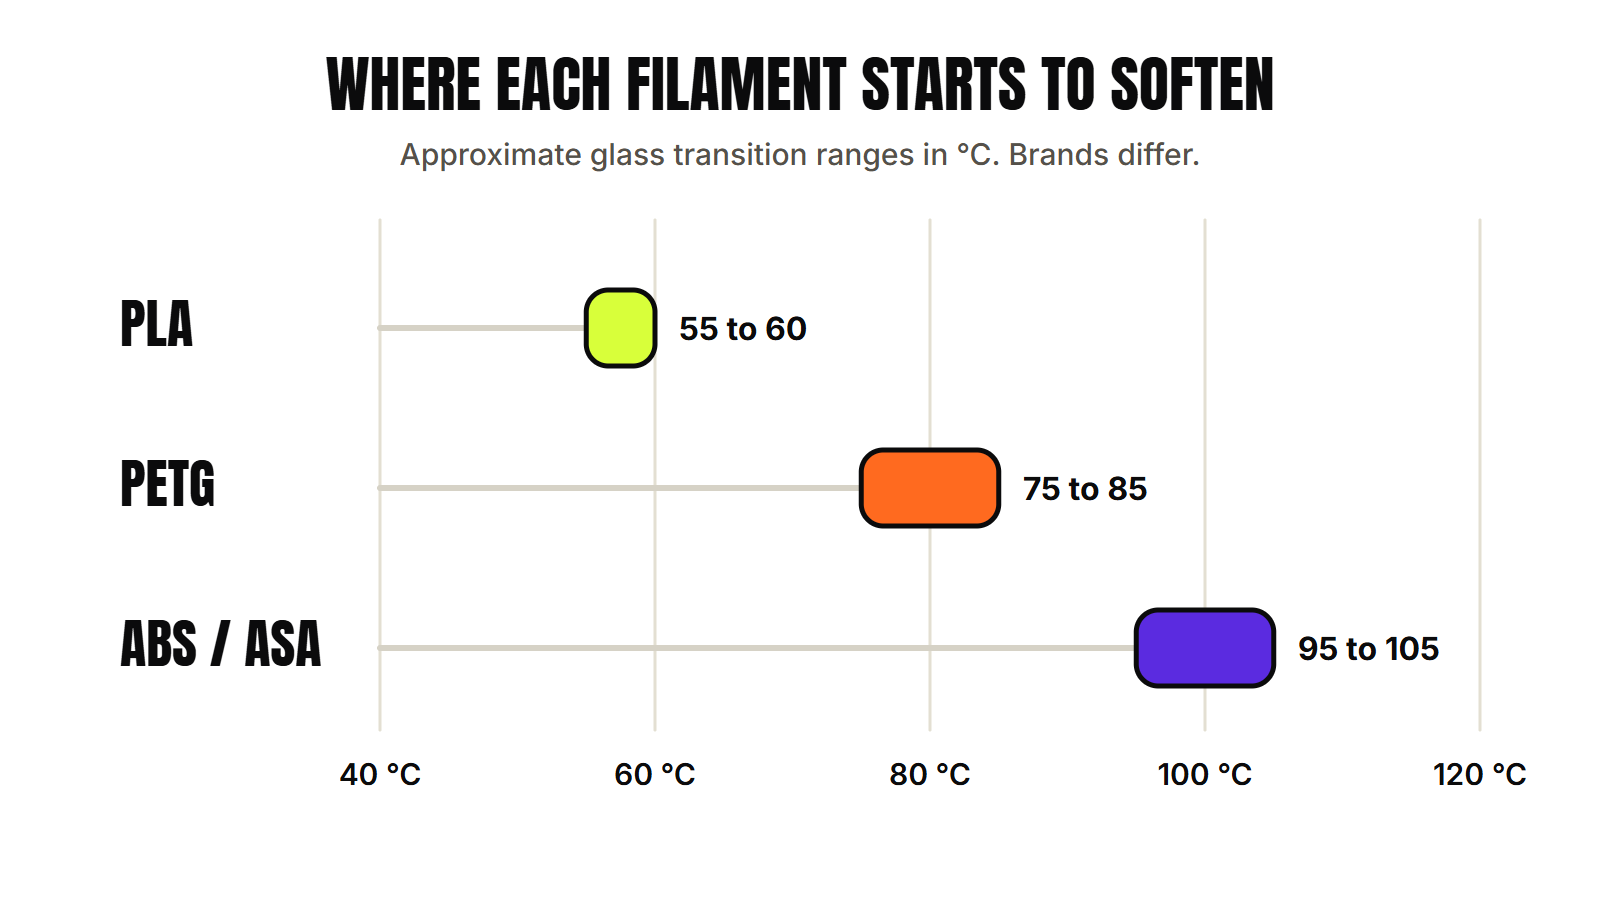 WHERE EACH FILAMENT STARTS TO SOFTEN
Approximate glass transition ranges in °C. Brands differ.
PLA
55 to 60
PETG
75 to 85
ABS / ASA
95 to 105
40 °C
60 °C
80 °C
100 °C
120 °C